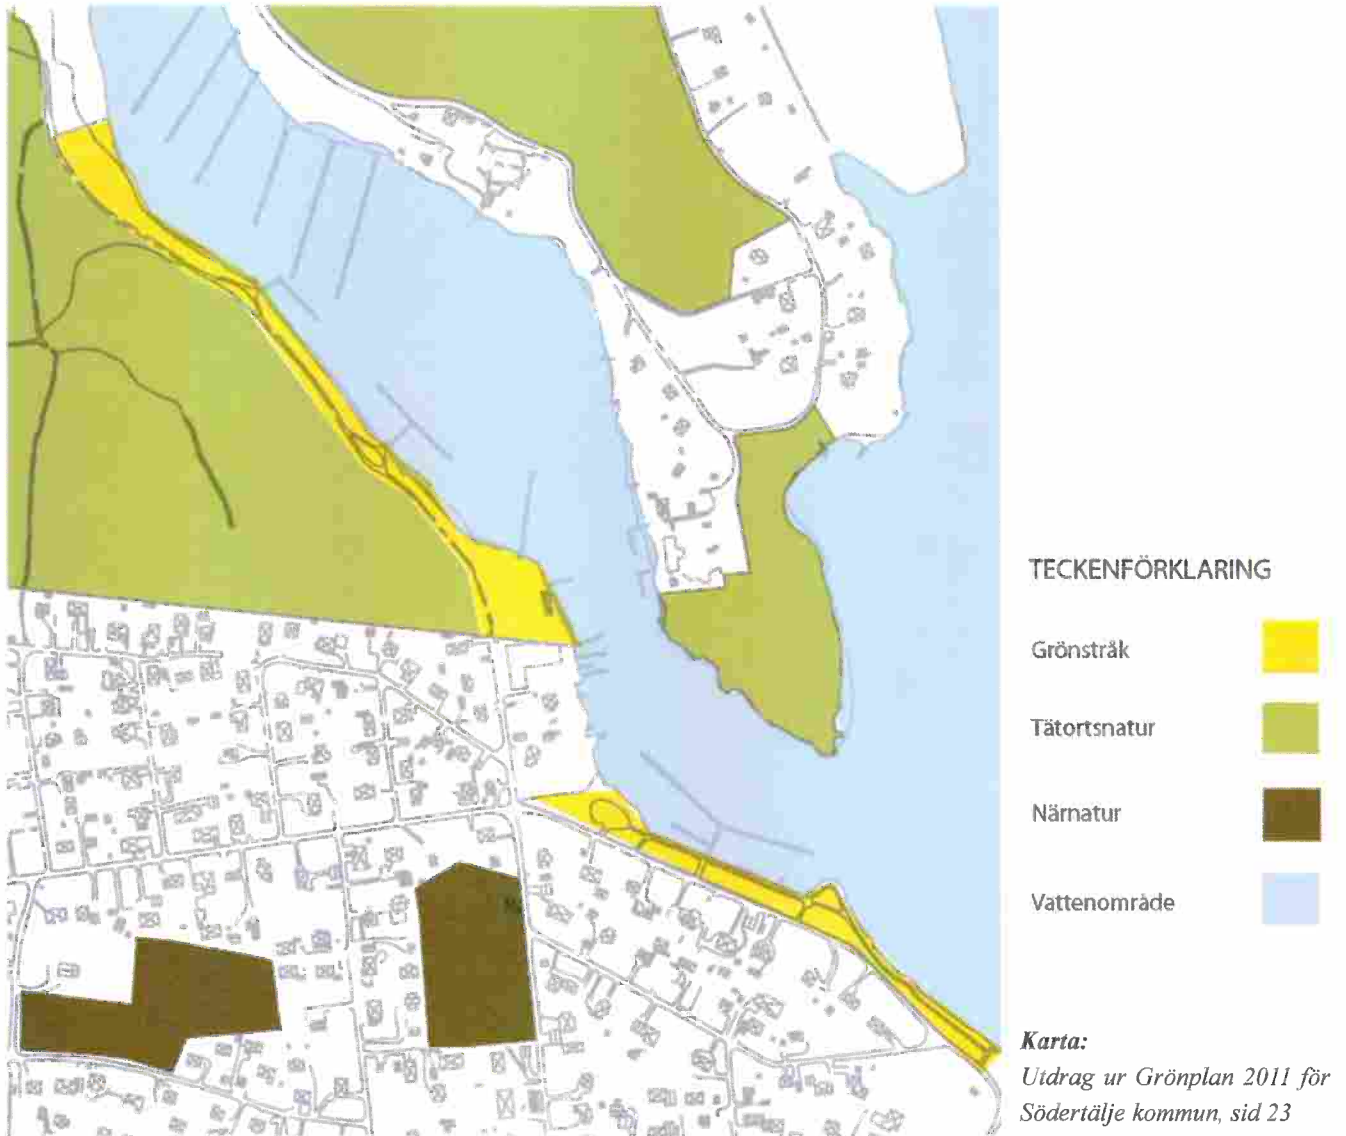 TECKENFÖRKLARING
Grönstråk
Tätortsnatur
Närnatur
Vattenområde
Karta:
Utdrag ur Grönplan 2011 för
Södertälje kommun, sid 23